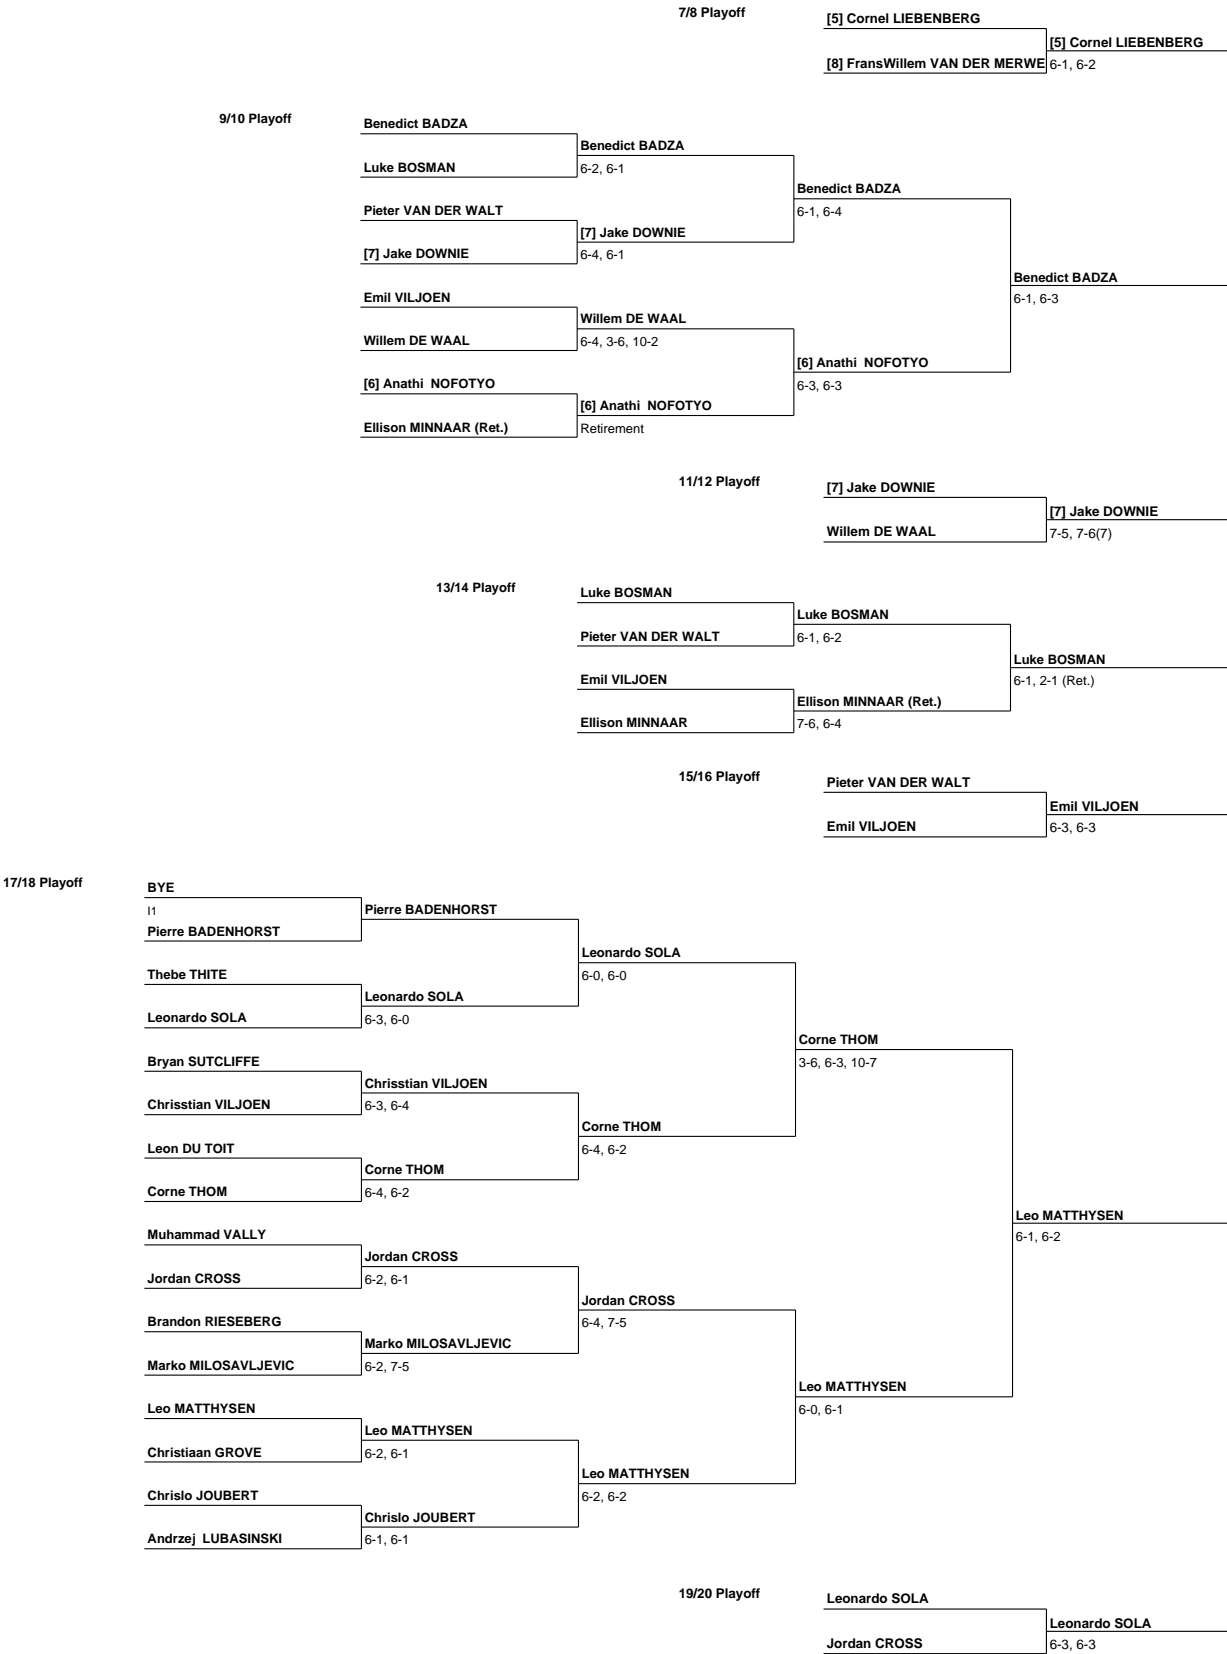 7/8 Playoff
[5] Cornel LIEBENBERG
[5] Cornel LIEBENBERG
[8] FransWillem VAN DER MERWE
6-1, 6-2
9/10 Playoff
Benedict BADZA
Benedict BADZA
Luke BOSMAN
6-2, 6-1
Benedict BADZA
Pieter VAN DER WALT
6-1, 6-4
[7] Jake DOWNIE
[7] Jake DOWNIE
6-4, 6-1
Benedict BADZA
Emil VILJOEN
6-1, 6-3
Willem DE WAAL
Willem DE WAAL
6-4, 3-6, 10-2
[6] Anathi  NOFOTYO
[6] Anathi  NOFOTYO
6-3, 6-3
[6] Anathi  NOFOTYO
Ellison MINNAAR (Ret.)
Retirement
11/12 Playoff
[7] Jake DOWNIE
[7] Jake DOWNIE
Willem DE WAAL
7-5, 7-6(7)
13/14 Playoff
Luke BOSMAN
Luke BOSMAN
Pieter VAN DER WALT
6-1, 6-2
Luke BOSMAN
Emil VILJOEN
6-1, 2-1 (Ret.)
Ellison MINNAAR (Ret.)
Ellison MINNAAR
7-6, 6-4
15/16 Playoff
Pieter VAN DER WALT
Emil VILJOEN
Emil VILJOEN
6-3, 6-3
17/18 Playoff
BYE
I1
Pierre BADENHORST
Pierre BADENHORST
Leonardo SOLA
Thebe THITE
6-0, 6-0
Leonardo SOLA
Leonardo SOLA
6-3, 6-0
Corne THOM
Bryan SUTCLIFFE
3-6, 6-3, 10-7
Chrisstian VILJOEN
Chrisstian VILJOEN
6-3, 6-4
Corne THOM
Leon DU TOIT
6-4, 6-2
Corne THOM
Corne THOM
6-4, 6-2
Leo MATTHYSEN
Muhammad VALLY
6-1, 6-2
Jordan CROSS
Jordan CROSS
6-2, 6-1
Jordan CROSS
Brandon RIESEBERG
6-4, 7-5
Marko MILOSAVLJEVIC
Marko MILOSAVLJEVIC
6-2, 7-5
Leo MATTHYSEN
Leo MATTHYSEN
6-0, 6-1
Leo MATTHYSEN
Christiaan GROVE
6-2, 6-1
Leo MATTHYSEN
Chrislo JOUBERT
6-2, 6-2
Chrislo JOUBERT
Andrzej  LUBASINSKI
6-1, 6-1
19/20 Playoff
Leonardo SOLA
Leonardo SOLA
Jordan CROSS
6-3, 6-3